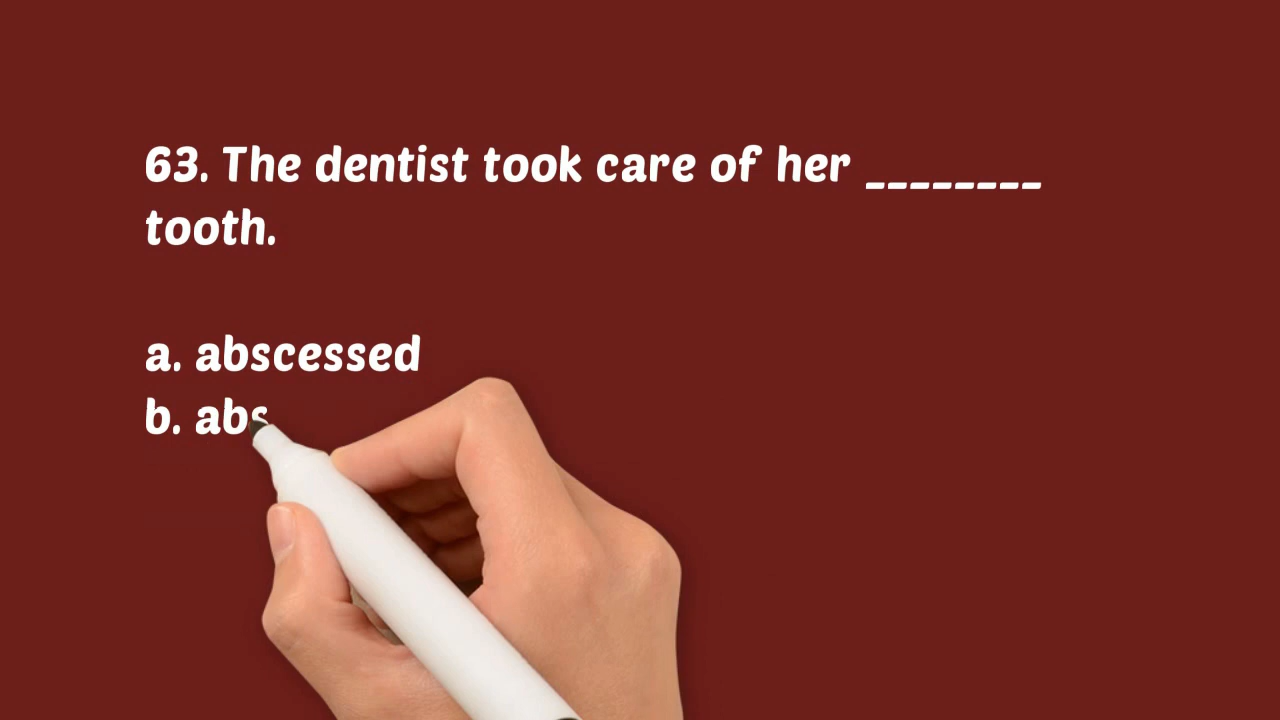 63. The dentist took care of her ________
tooth.
a. abscessed
b. abs